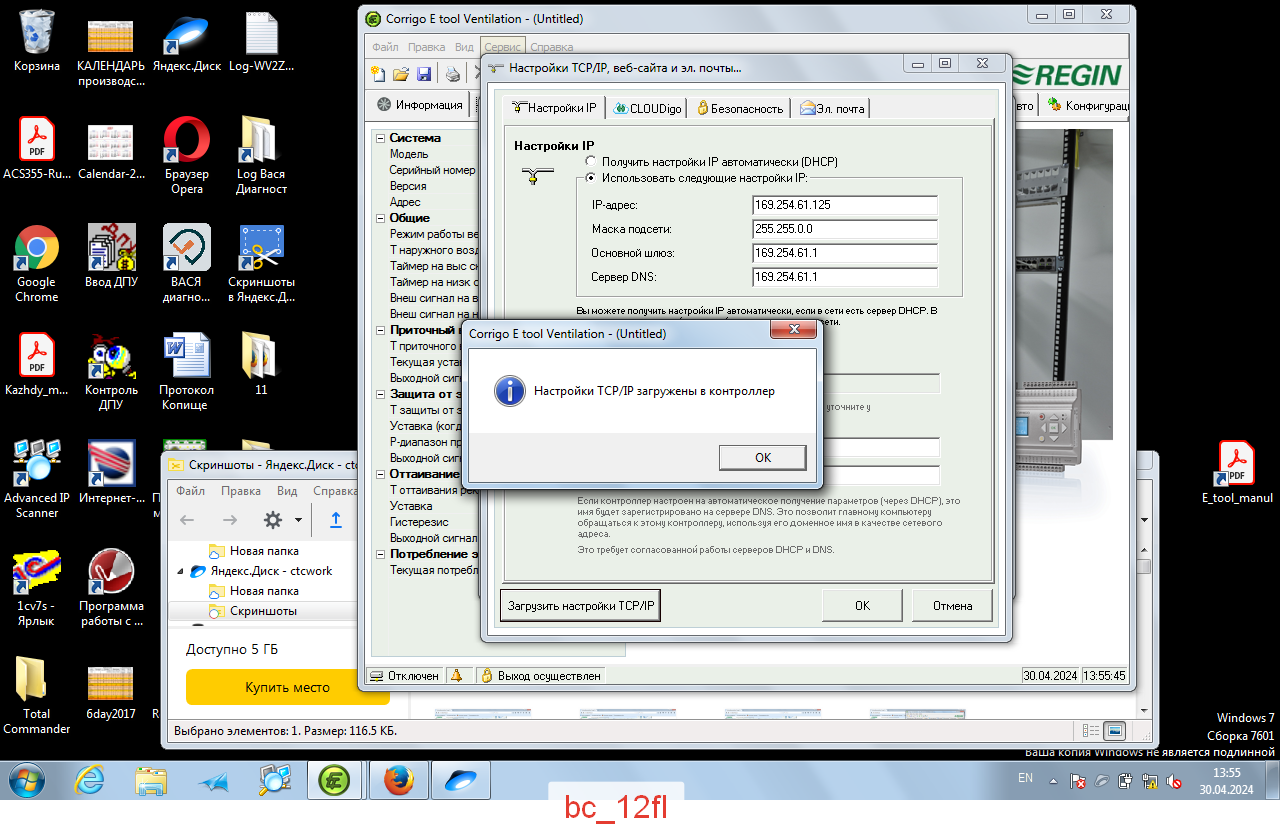 Корзина
КАЛЕНДАРЬ
производс...
Яндекс.Диск
Log-WV2Z...
ACS355-Ru...
Calendar-2...
Браузер
Opera
Log Вася
Диагност
Google
Chrome
Ввод ДПУ
ВАСЯ
диагно...
Скриншоты
в Яндекс.Д...
Kazhdy_m...
Контроль
ДПУ
Протокол
Копище
11
Advanced IP
Scanner
Интернет-...
1cv7s -
Ярлык
Программа
работы с ...
Total
Commander
6day2017
E_tool_manul
Corrigo E tool Ventilation - (Untitled)
Файл Правка Вид Сервис Справка
REGIN
Информация
вто
Конфигурац
Система
Модель
Серийный номер
Версия
Адрес
Общие
Режим работы ве
Т наружного возд
Таймер на выс ск
Таймер на низк с
Внеш сигнал на в
Внеш сигнал на н
Приточный
Т приточного
Текущая уста
Выходной сигн
Защита от з
Т защиты от з
Уставка (когд
Р-диапазон пр
Выходной сигн
Оттаивание
Т оттаивания рек
Уставка
Гистерезис
Выходной сигнал
Потребление э
Текущая потребл
Отключен
Выход осуществлен
30.04.2024 13:55:45
Настройки TCP/IP, веб-сайта и эл. почты...
Настройки IP CLOUDigo Безопасность Эл. почта
Настройки IP
Получить настройки IP автоматически (DHCP)
Использовать следующие настройки IP:
IP-адрес: 169.254.61.125
Маска подсети: 255.255.0.0
Основной шлюз: 169.254.61.1
Сервер DNS: 169.254.61.1
Вы можете получить настройки IP автоматически, если в сети есть сервер DHCP. В
ти.
уточните у
Если контроллер настроен на автоматическое получение параметров (через DHCP), это
имя будет зарегистрировано на сервере DNS. Это позволит главному компьютеру
обращаться к этому контроллеру, используя его доменное имя в качестве сетевого
адреса.
Это требует согласованной работы серверов DHCP и DNS.
Загрузить настройки TCP/IP
OK
Отмена
Corrigo E tool Ventilation - (Untitled)
Настройки TCP/IP загружены в контроллер
OK
Скриншоты - Яндекс.Диск - ctc
Файл Правка Вид Справка
Новая папка
Яндекс.Диск - ctcwork
Новая папка
Скриншоты
Доступно 5 ГБ
Купить место
Выбрано элементов: 1. Размер: 116.5 КБ.
Windows 7
Сборка 7601
Ваша копия Windows не является подлинной
EN
13:55
30.04.2024
bc_12fl